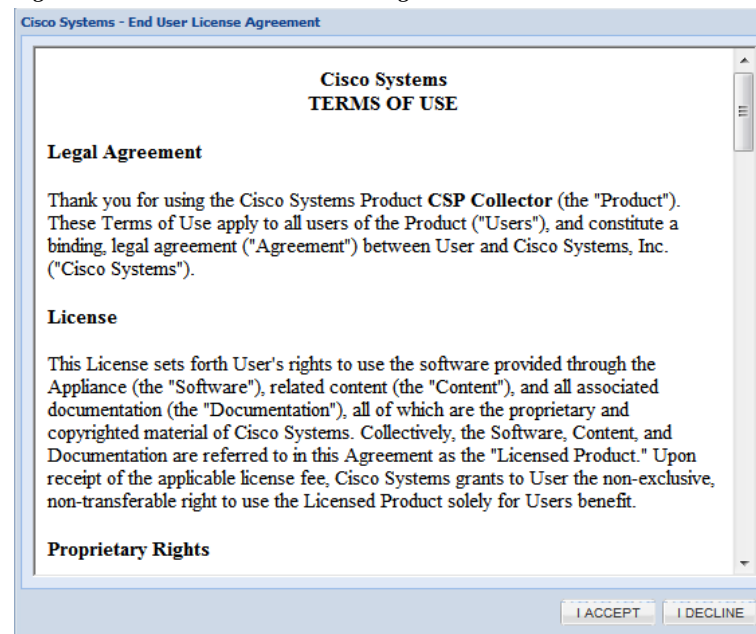 Cisco Systems - End User License Agreement
Cisco Systems
TERMS OF USE
Legal Agreement
Thank you for using the Cisco Systems Product CSP Collector (the "Product").
These Terms of Use apply to all users of the Product ("Users"), and constitute a
binding, legal agreement ("Agreement") between User and Cisco Systems, Inc.
("Cisco Systems").
License
This License sets forth User's rights to use the software provided through the
Appliance (the "Software"), related content (the "Content"), and all associated
documentation (the "Documentation"), all of which are the proprietary and
copyrighted material of Cisco Systems. Collectively, the Software, Content, and
Documentation are referred to in this Agreement as the "Licensed Product." Upon
receipt of the applicable license fee, Cisco Systems grants to User the non-exclusive,
non-transferable right to use the Licensed Product solely for Users benefit.
Proprietary Rights
I ACCEPT I DECLINE